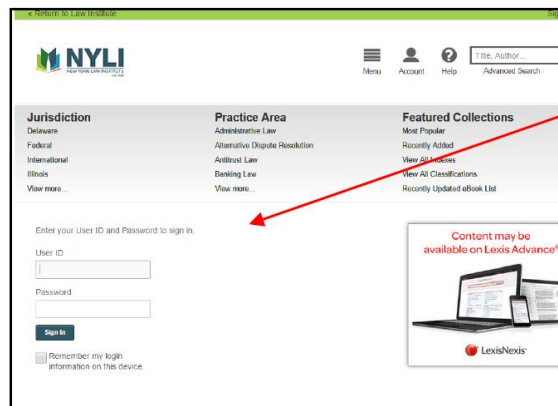 « Return to Law Institute
NYLI
NEW YORK LAW INSTITUTE
Menu
Account
Help
Title, Author...
Advanced Search
Jurisdiction
Delaware
Federal
International
Illinois
View more...
Practice Area
Administrative Law
Alternative Dispute Resolution
Antitrust Law
Banking Law
View more...
Featured Collections
Most Popular
Recently Added
View All Indexes
View All Classifications
Recently Updated eBook List
Enter your User ID and Password to sign in.
User ID
Password
Sign In
Remember my login
information on this device.
Content may be
available on Lexis Advance®
LexisNexis®